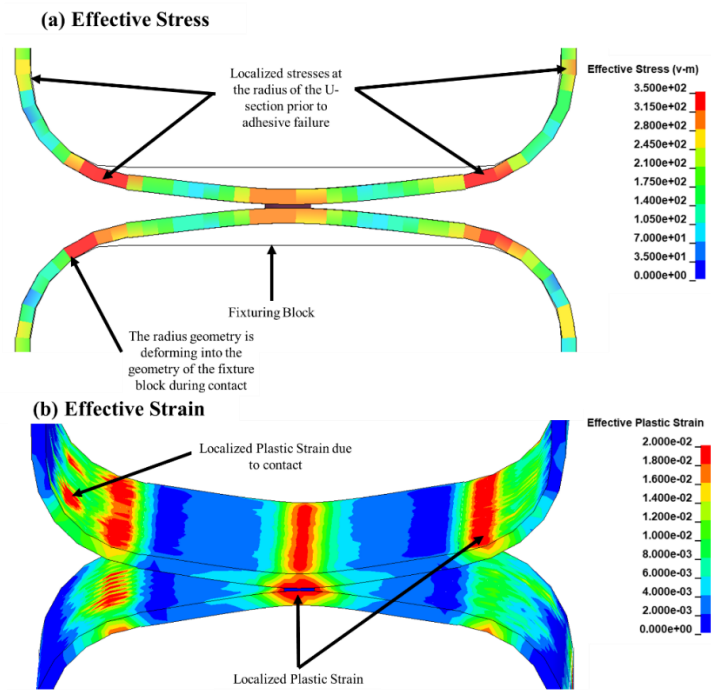 (a) Effective Stress
Localized stresses at
the radius of the U-
section prior to
adhesive failure
Effective Stress (v-m)
3.500e+02
3.150e+02
2.800e+02
2.450e+02
2.100e+02
1.750e+02
1.400e+02
1.050e+02
7.000e+01
3.500e+01
0.000e+00
Fixturing Block
The radius geometry is
deforming into the
geometry of the fixture
block during contact
(b) Effective Strain
Localized Plastic Strain due
to contact
Effective Plastic Strain
2.000e-02
1.800e-02
1.600e-02
1.400e-02
1.200e-02
1.000e-02
8.000e-03
6.000e-03
4.000e-03
2.000e-03
0.000e+00
Localized Plastic Strain